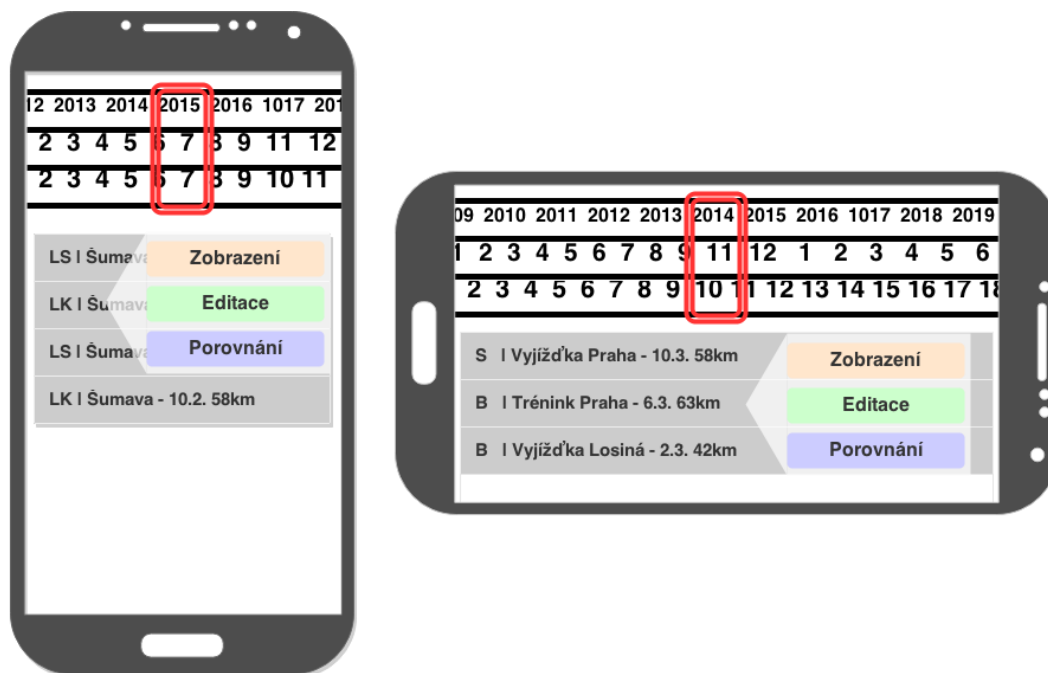 12 2013 2014 2015 2016 1017 201
2 3 4 5 6 7 8 9 11 12
2 3 4 5 6 7 8 9 10 11
LS I Šumava
Zobrazení
LK I Šumava
Editace
LS I Šumava
Porovnání
LK I Šumava - 10.2. 58km
09 2010 2011 2012 2013 2014 2015 2016 1017 2018 2019
1 2 3 4 5 6 7 8 9 11 12 1 2 3 4 5 6
2 3 4 5 6 7 8 9 10 11 12 13 14 15 16 17 18
S I Vyjížďka Praha - 10.3. 58km
Zobrazení
B I Trénink Praha - 6.3. 63km
Editace
B I Vyjížďka Losiná - 2.3. 42km
Porovnání